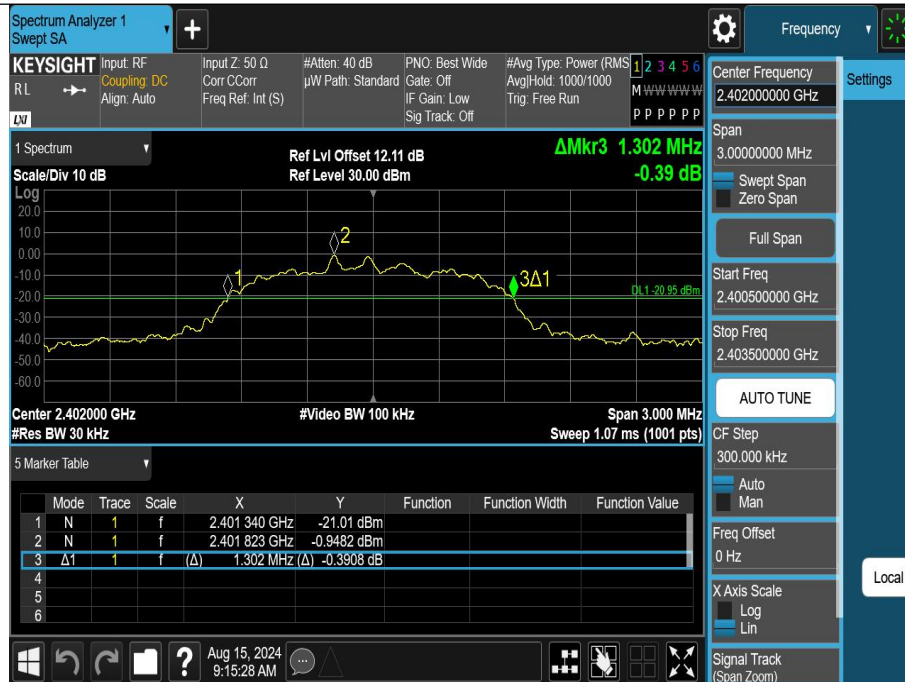 Spectrum Analyzer 1
Swept SA
+
Frequency
KEYSIGHT
RL
LXI
Input: RF
Coupling: DC
Align: Auto
Input Z: 50 Ω
Corr CCorr
Freq Ref: Int (S)
#Atten: 40 dB
µW Path: Standard
PNO: Best Wide
Gate: Off
IF Gain: Low
Sig Track: Off
#Avg Type: Power (RMS
Avg|Hold: 1000/1000
Trig: Free Run
1 2 3 4 5 6
M W W W W W
P P P P P P
1 Spectrum
Scale/Div 10 dB
Ref Lvl Offset 12.11 dB
Ref Level 30.00 dBm
ΔMkr3 1.302 MHz
-0.39 dB
Log
20.0
10.0
0.00
-10.0
-20.0
-30.0
-40.0
-50.0
-60.0
1
2
3Δ1
DL1 -20.95 dBm
Center 2.402000 GHz
#Video BW 100 kHz
Span 3.000 MHz
#Res BW 30 kHz
Sweep 1.07 ms (1001 pts)
5 Marker Table
Mode Trace Scale X Y Function Function Width Function Value
1 N 1 f 2.401 340 GHz -21.01 dBm
2 N 1 f 2.401 823 GHz -0.9482 dBm
3 Δ1 1 f (Δ) 1.302 MHz (Δ) -0.3908 dB
4
5
6
Aug 15, 2024
9:15:28 AM
?
Center Frequency
2.402000000 GHz
Span
3.00000000 MHz
Swept Span
Zero Span
Full Span
Start Freq
2.400500000 GHz
Stop Freq
2.403500000 GHz
AUTO TUNE
CF Step
300.000 kHz
Auto
Man
Freq Offset
0 Hz
X Axis Scale
Log
Lin
Signal Track
(Span Zoom)
Settings
Local